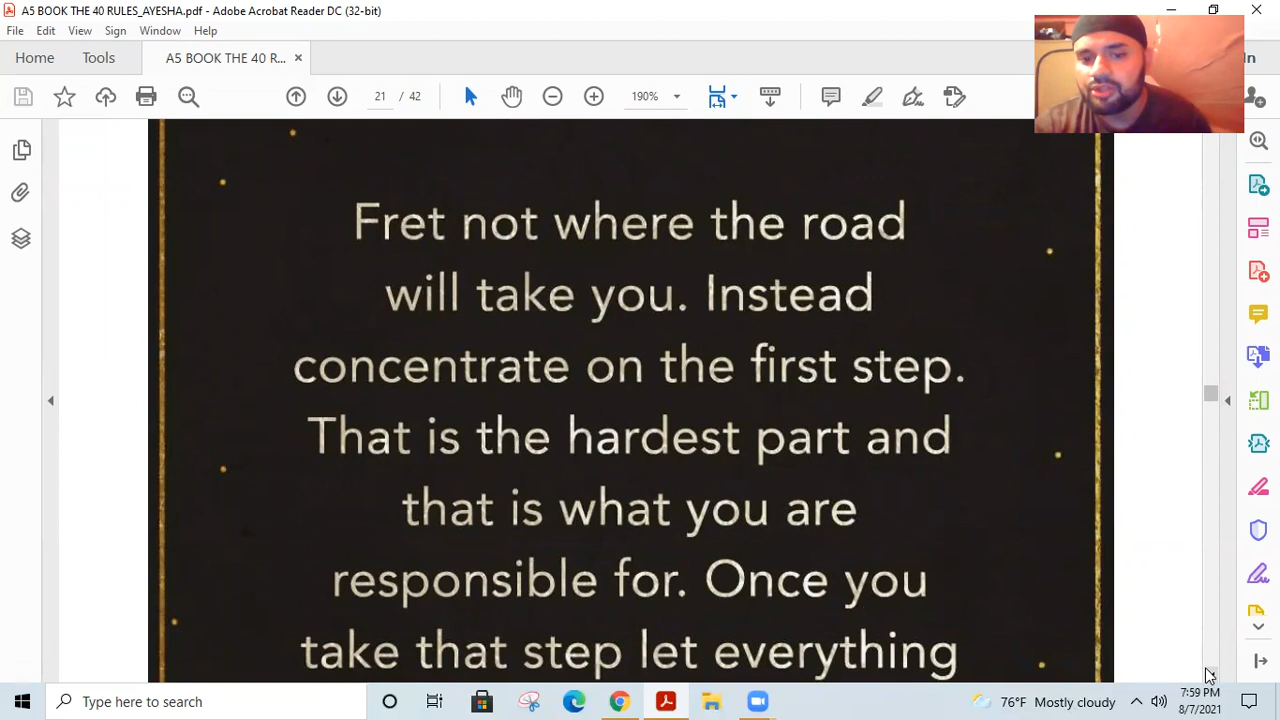 A5 BOOK THE 40 RULES_AYESHA.pdf - Adobe Acrobat Reader DC (32-bit)
File Edit View Sign Window Help
Home Tools A5 BOOK THE 40 R... ×
21 / 42 190%
Fret not where the road
will take you. Instead
concentrate on the first step.
That is the hardest part and
that is what you are
responsible for. Once you
take that step let everything
Type here to search
76°F Mostly cloudy
7:59 PM
8/7/2021